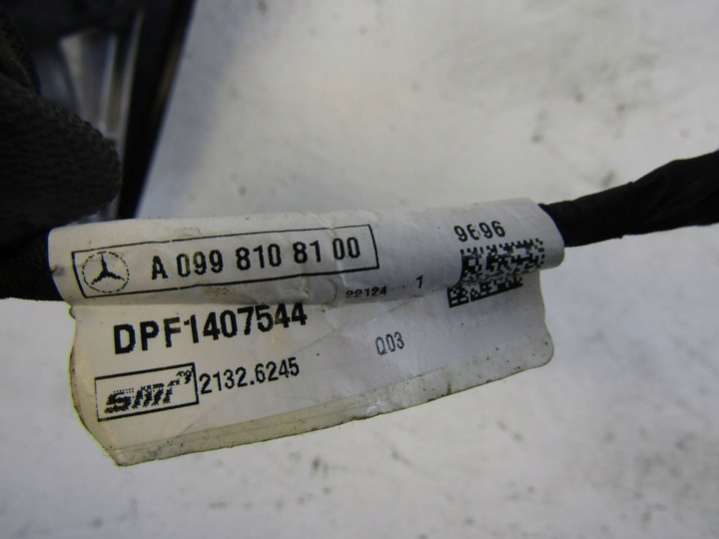 A 099 810 81 00
9696
22124 1
DPF1407544
Q03
smr
2132.6245